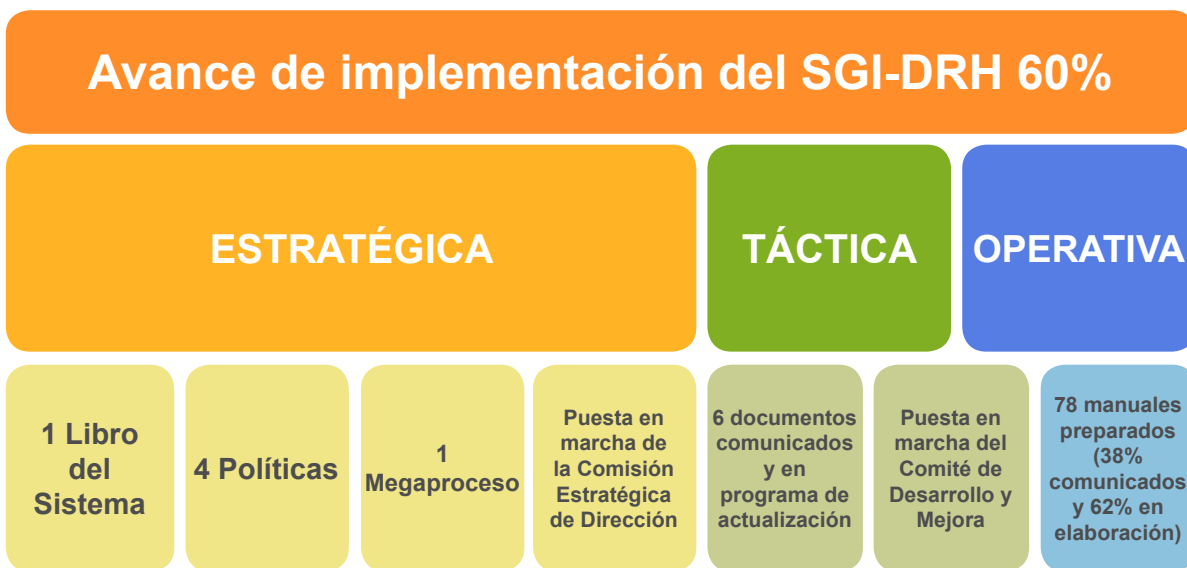 Avance de implementación del SGI-DRH 60%
ESTRATÉGICA
TÁCTICA
OPERATIVA
1 Libro
del
Sistema
4 Políticas
1
Megaproceso
Puesta en
marcha de
la Comisión
Estratégica
de Dirección
6 documentos
comunicados
y en
programa de
actualización
Puesta en
marcha del
Comité de
Desarrollo y
Mejora
78 manuales
preparados
(38%
comunicados
y 62% en
elaboración)